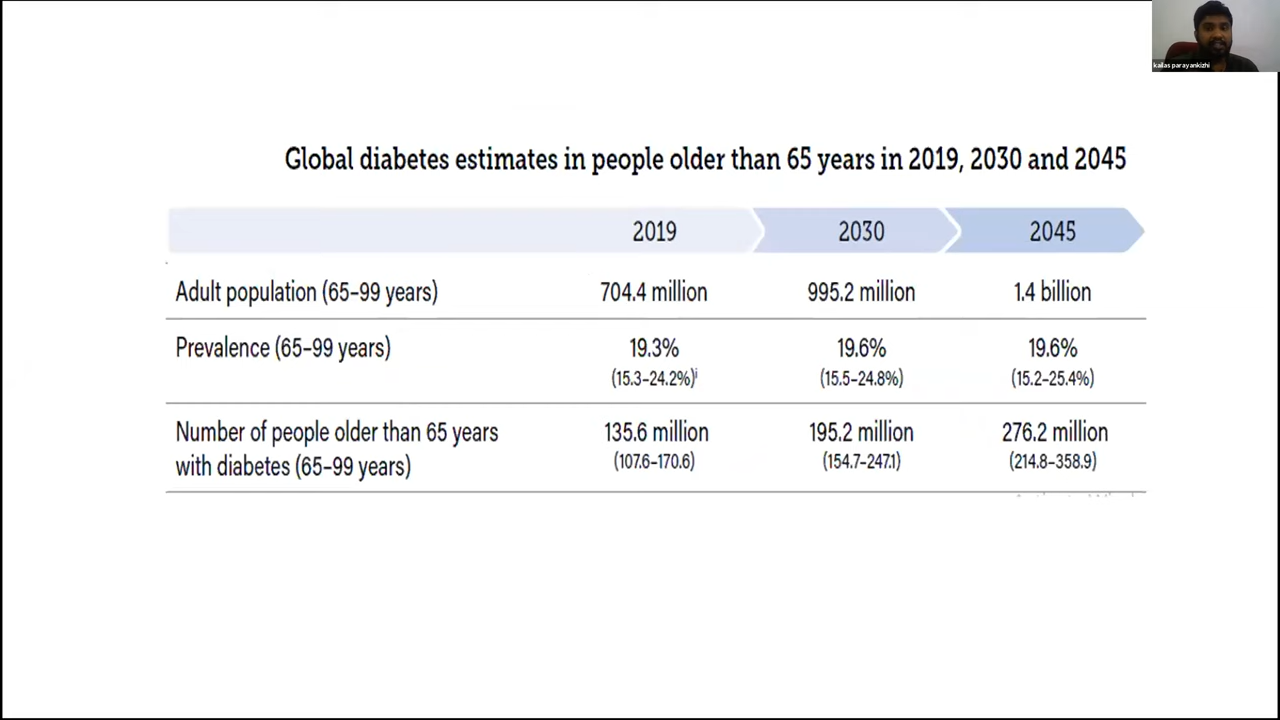 kailas parayankizhi
Global diabetes estimates in people older than 65 years in 2019, 2030 and 2045
2019 2030 2045
Adult population (65–99 years) 704.4 million 995.2 million 1.4 billion
Prevalence (65–99 years) 19.3% 19.6% 19.6%
(15.3–24.2%)ⁱ (15.5–24.8%) (15.2–25.4%)
Number of people older than 65 years 135.6 million 195.2 million 276.2 million
with diabetes (65–99 years) (107.6–170.6) (154.7–247.1) (214.8–358.9)